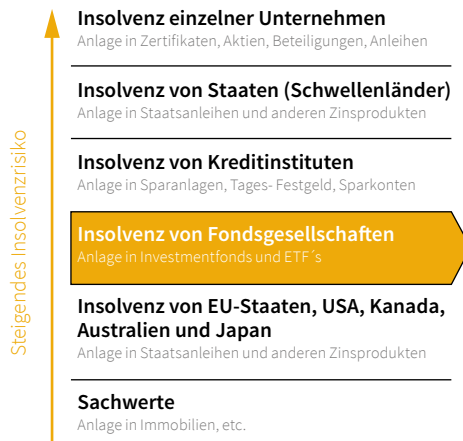 Insolvenz einzelner Unternehmen
Anlage in Zertifikaten, Aktien, Beteiligungen, Anleihen
Insolvenz von Staaten (Schwellenländer)
Anlage in Staatsanleihen und anderen Zinsprodukten
Insolvenz von Kreditinstituten
Anlage in Sparanlagen, Tages- Festgeld, Sparkonten
Insolvenz von Fondsgesellschaften
Anlage in Investmentfonds und ETF´s
Insolvenz von EU-Staaten, USA, Kanada,
Australien und Japan
Anlage in Staatsanleihen und anderen Zinsprodukten
Sachwerte
Anlage in Immobilien, etc.
Steigendes Insolvenzrisiko